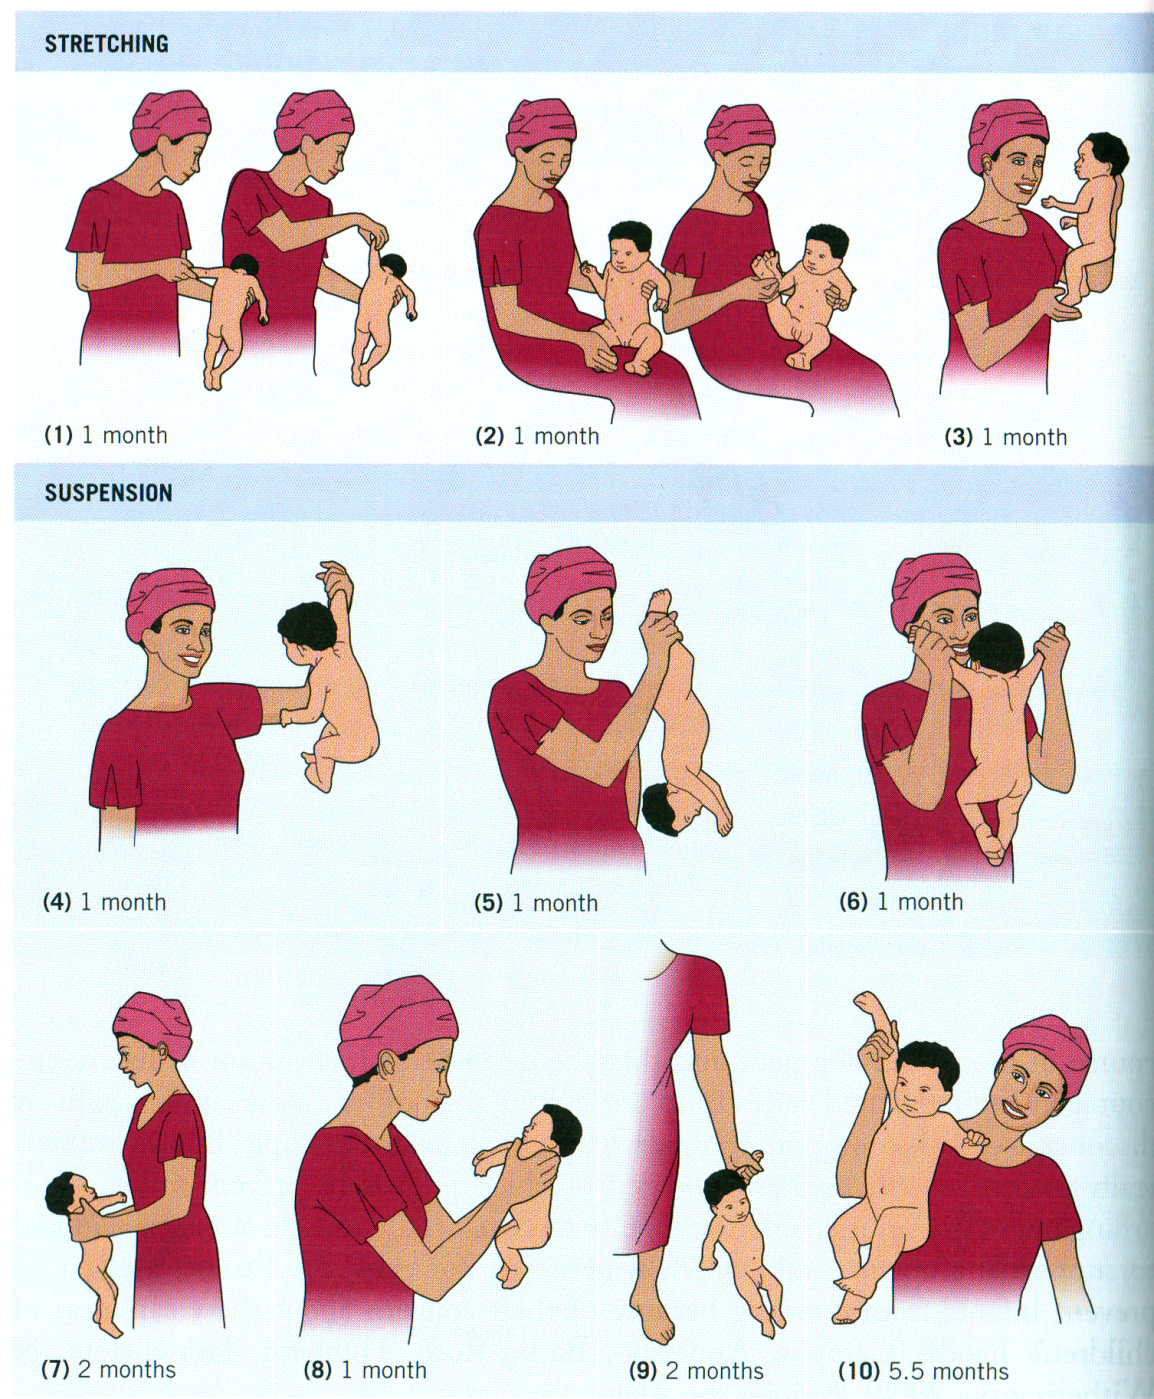 STRETCHING
(1) 1 month
(2) 1 month
(3) 1 month
SUSPENSION
(4) 1 month
(5) 1 month
(6) 1 month
(7) 2 months
(8) 1 month
(9) 2 months
(10) 5.5 months